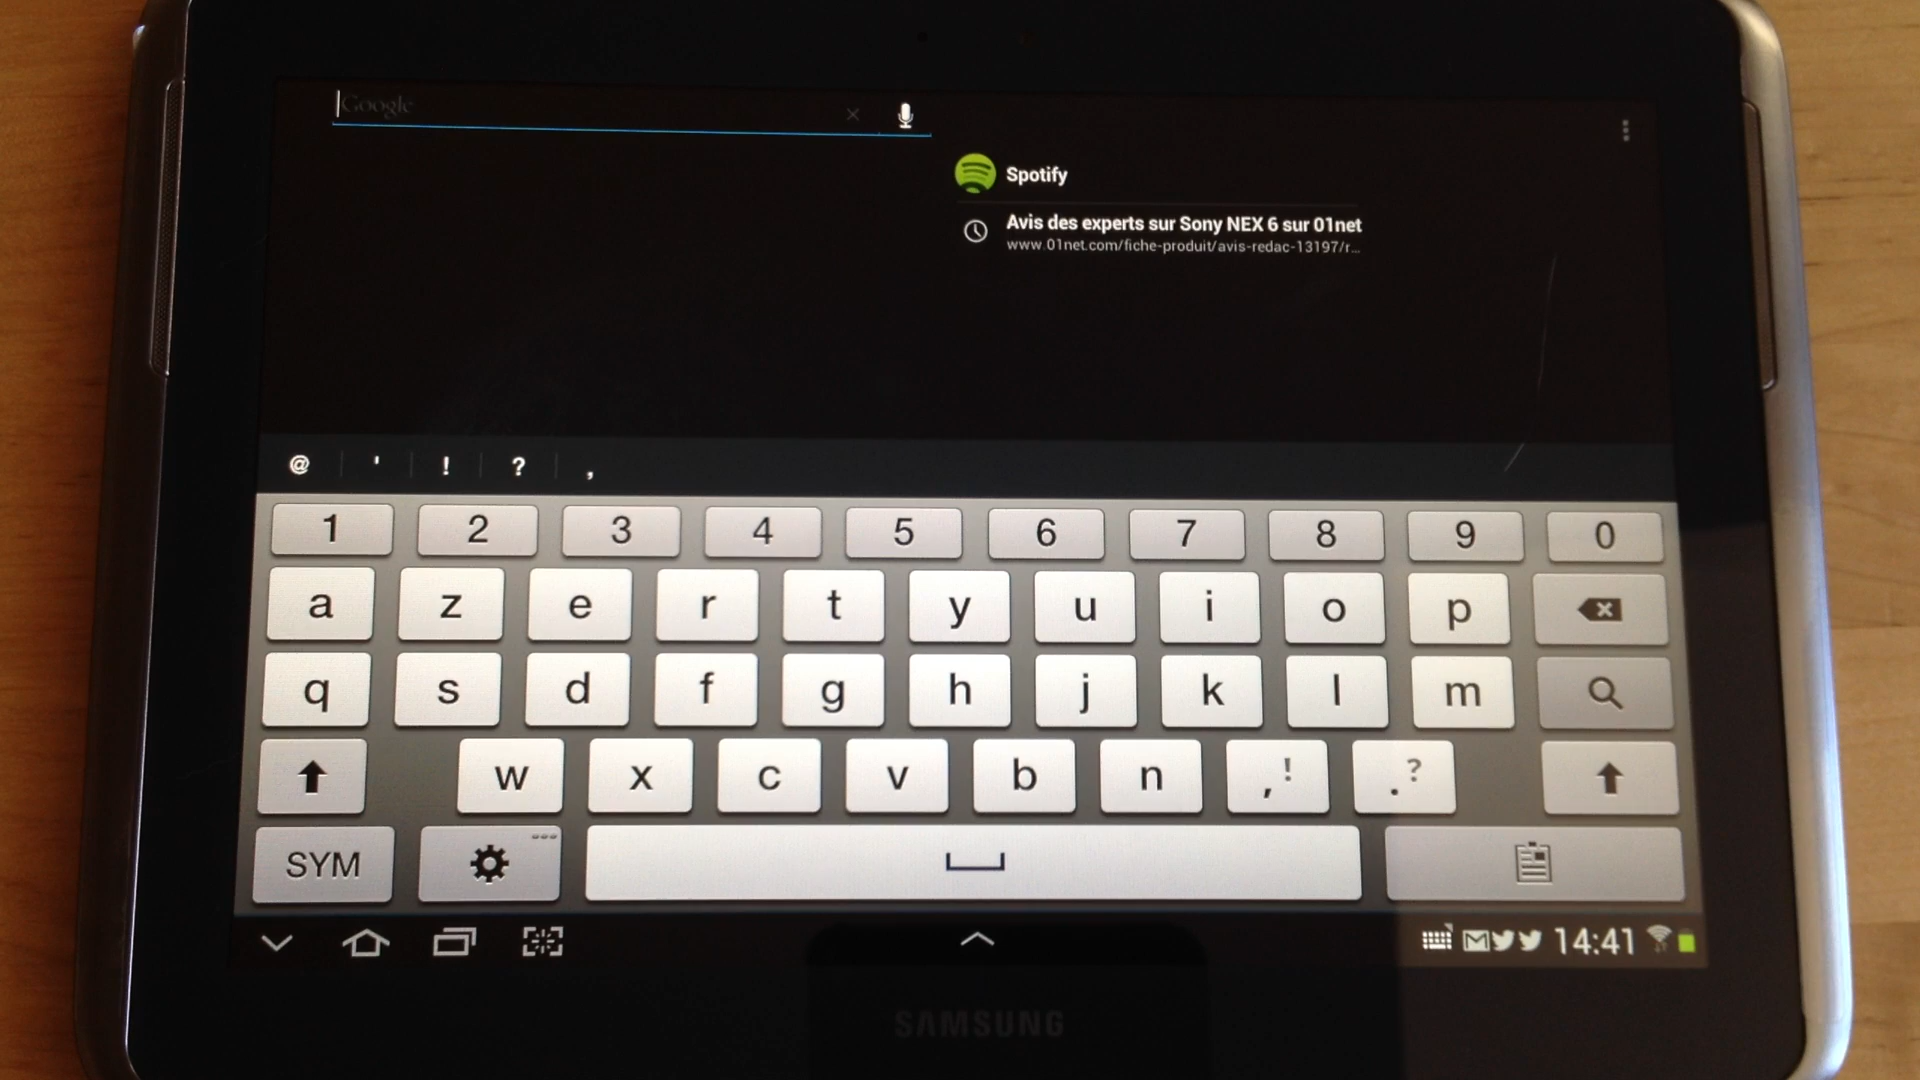 Google
Spotify
Avis des experts sur Sony NEX 6 sur 01net
www.01net.com/fiche-produit/avis-redac-13197/r...
@ ' ! ? ,
1 2 3 4 5 6 7 8 9 0
a z e r t y u i o p
q s d f g h j k l m
w x c v b n , ! . ?
SYM
14:41
SAMSUNG